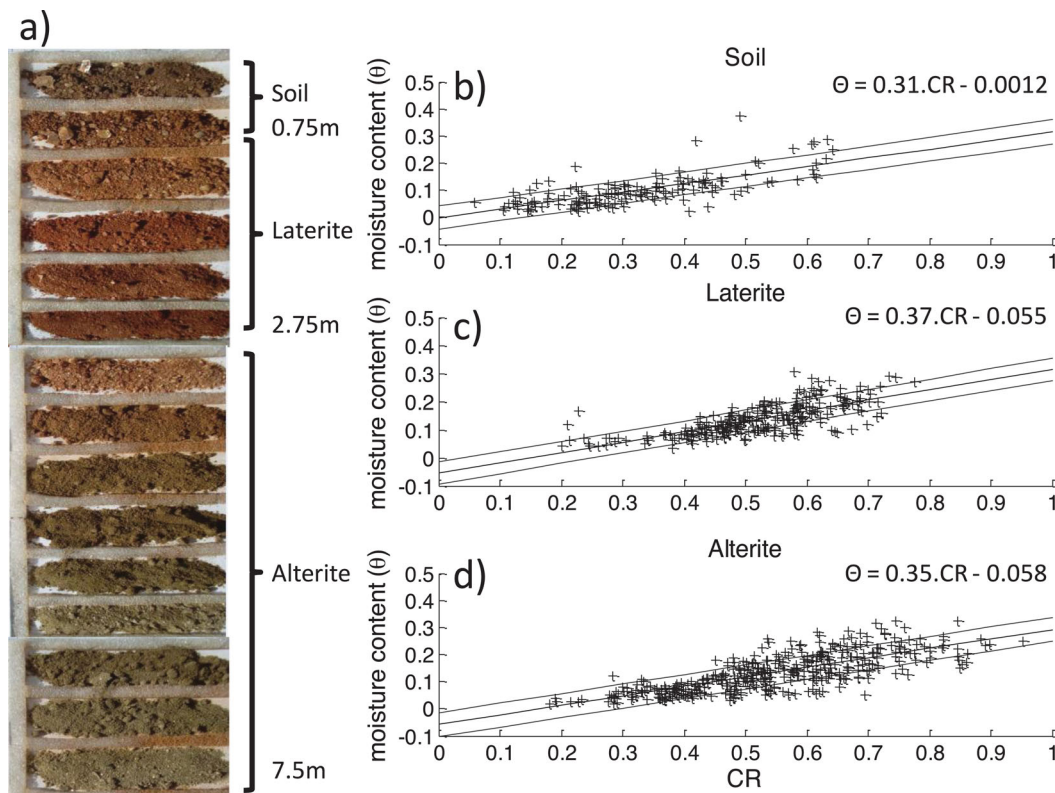 a)
Soil
0.75m
Laterite
2.75m
Alterite
7.5m
Soil
b)
Θ = 0.31.CR - 0.0012
moisture content (θ)
0.5
0.4
0.3
0.2
0.1
0
-0.1
0 0.1 0.2 0.3 0.4 0.5 0.6 0.7 0.8 0.9 1
Laterite
c)
Θ = 0.37.CR - 0.055
moisture content (θ)
0.5
0.4
0.3
0.2
0.1
0
-0.1
0 0.1 0.2 0.3 0.4 0.5 0.6 0.7 0.8 0.9 1
Alterite
d)
Θ = 0.35.CR - 0.058
moisture content (θ)
0.5
0.4
0.3
0.2
0.1
0
-0.1
0 0.1 0.2 0.3 0.4 0.5 0.6 0.7 0.8 0.9 1
CR